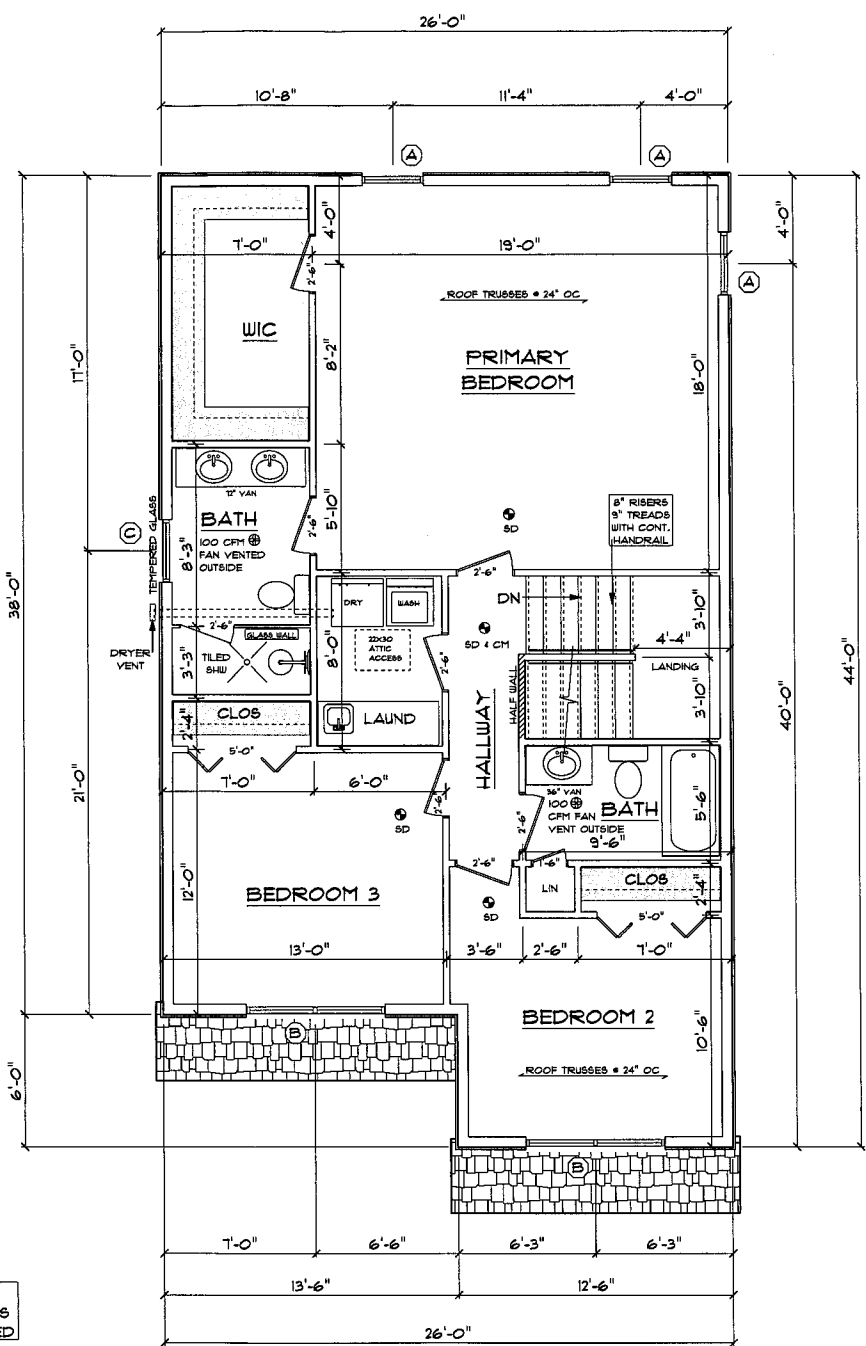 26'-0"
10'-8"
11'-4"
4'-0"
A
A
4'-0"
4'-0"
7'-0"
19'-0"
2'-6"
A
ROOF TRUSSES @ 24" OC
WIC
PRIMARY
BEDROOM
17'-0"
8'-2"
18'-0"
72" VAN
BATH
100 CFM
FAN VENTED
OUTSIDE
C
TEMPERED GLASS
8'-3"
2'-6"
5'-10"
SD
8" RISERS
9" TREADS
WITH CONT.
HANDRAIL
2'-6"
38'-0"
DRY
WASH
DN
3'-10"
44'-0"
40'-0"
2'-6"
GLASS WALL
22X30
ATTIC
ACCESS
SD & CM
4'-4"
DRYER
VENT
3'-3"
TILED
SHW
8'-0"
2'-6"
HALF WALL
LANDING
3'-10"
CLOS
LAUND
HALLWAY
2'-4"
5'-0"
7'-0"
6'-0"
2'-6"
36" VAN
100
CFM FAN
VENT OUTSIDE
BATH
5'-6"
21'-0"
SD
2'-6"
9'-6"
2'-6"
1'-6"
LIN
CLOS
2'-4"
12'-0"
BEDROOM 3
SD
5'-0"
13'-0"
3'-6"
2'-6"
7'-0"
B
BEDROOM 2
10'-6"
6'-0"
ROOF TRUSSES @ 24" OC
B
7'-0"
6'-6"
6'-3"
6'-3"
13'-6"
12'-6"
26'-0"
S
ED